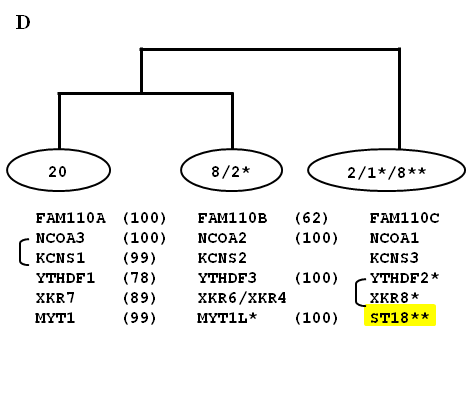 D
20 8/2* 2/1*/8**
FAM110A (100) FAM110B (62) FAM110C
NCOA3 (100) NCOA2 (100) NCOA1
KCNS1 (99) KCNS2 KCNS3
YTHDF1 (78) YTHDF3 (100) YTHDF2*
XKR7 (89) XKR6/XKR4 XKR8*
MYT1 (99) MYT1L* (100) ST18**